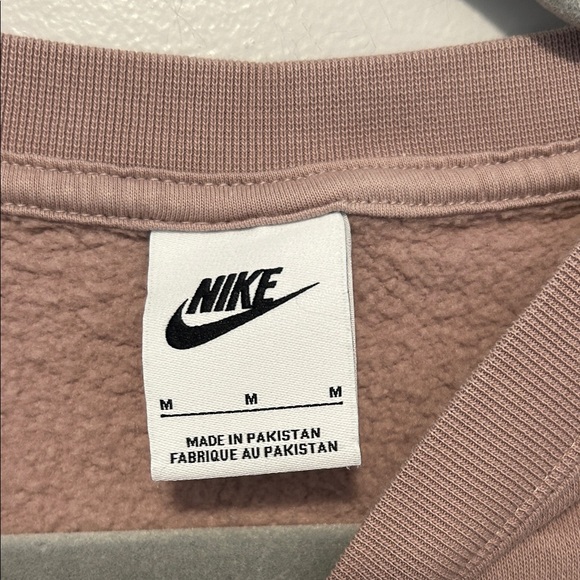 NIKE
M M M
MADE IN PAKISTAN
FABRIQUE AU PAKISTAN